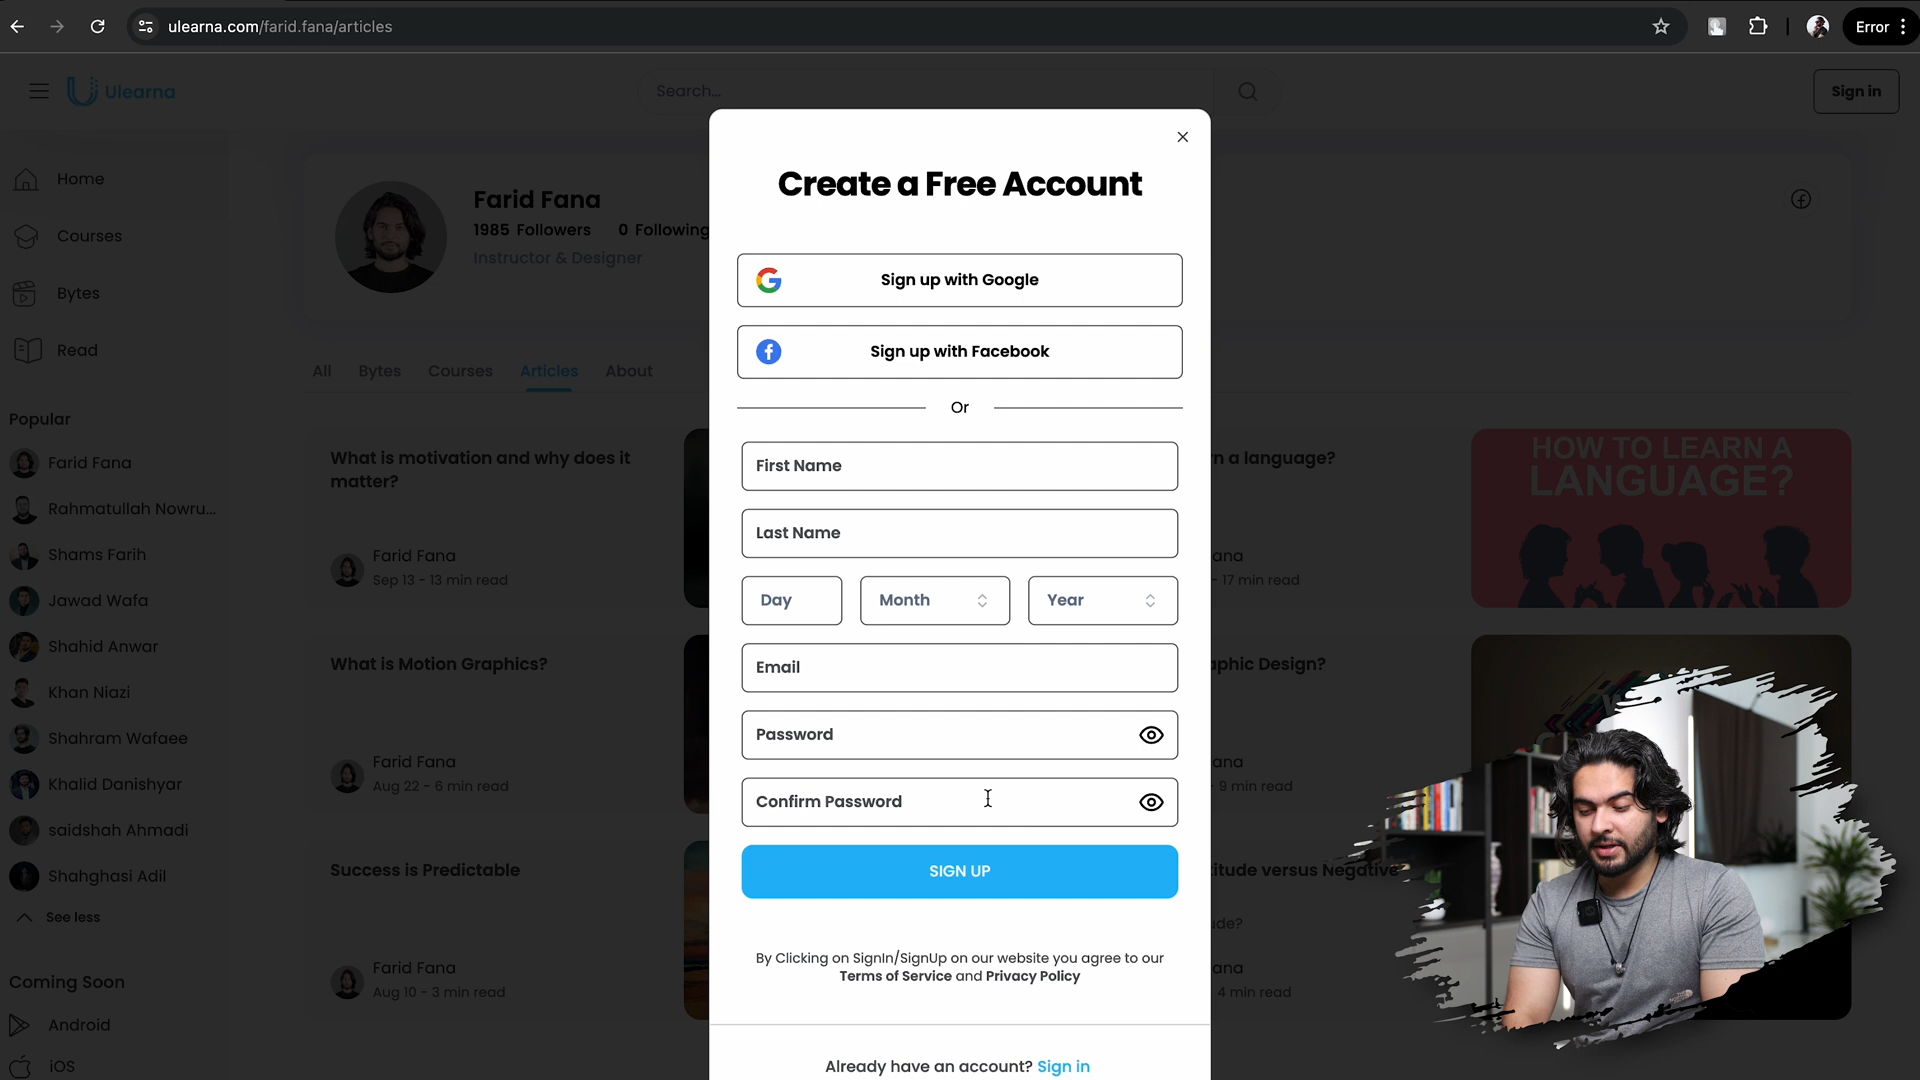 ulearna.com/farid.fana/articles
Error
Ulearna
Search...
Sign in
Home
Courses
Bytes
Read
Popular
Farid Fana
Rahmatullah Nowru...
Shams Farih
Jawad Wafa
Shahid Anwar
Khan Niazi
Shahram Wafaee
Khalid Danishyar
saidshah Ahmadi
Shahghasi Adil
See less
Coming Soon
Android
iOS
Farid Fana
1985 Followers 0 Following
Instructor & Designer
All Bytes Courses Articles About
What is motivation and why does it
matter?
Farid Fana
Sep 13 - 13 min read
What is Motion Graphics?
Farid Fana
Aug 22 - 6 min read
Success is Predictable
Farid Fana
Aug 10 - 3 min read
Create a Free Account
Sign up with Google
Sign up with Facebook
Or
First Name
Last Name
Day Month Year
Email
Password
Confirm Password
SIGN UP
By Clicking on SignIn/SignUp on our website you agree to our
Terms of Service and Privacy Policy
Already have an account? Sign in
n a language?
ana
- 17 min read
HOW TO LEARN A
LANGUAGE?
aphic Design?
ana
- 9 min read
titude versus Negative
ude?
ana
4 min read